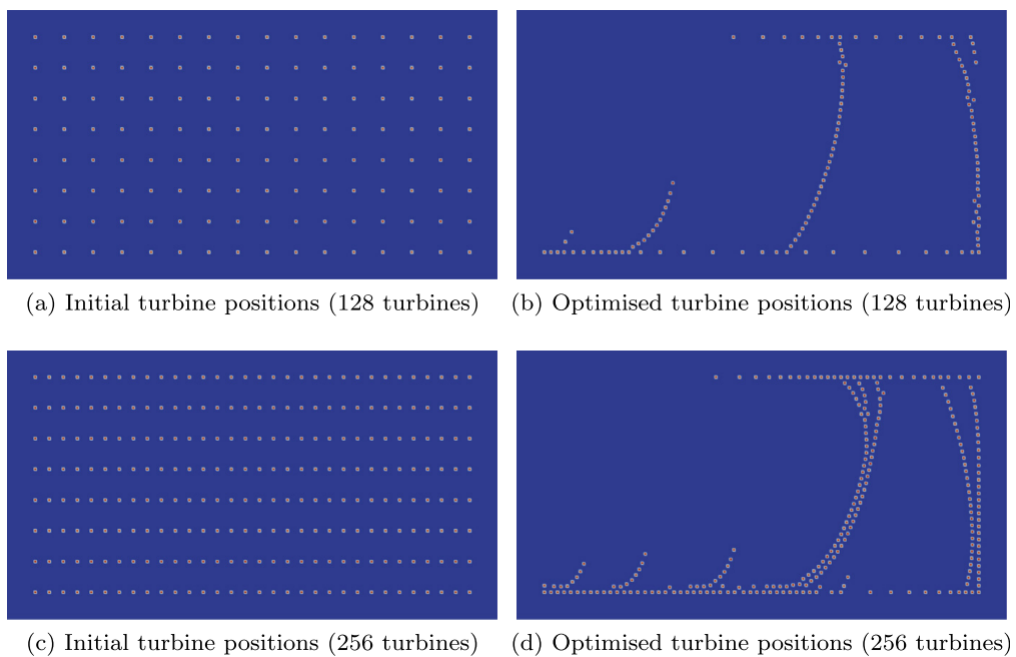 (a) Initial turbine positions (128 turbines)
(b) Optimised turbine positions (128 turbines)
(c) Initial turbine positions (256 turbines)
(d) Optimised turbine positions (256 turbines)